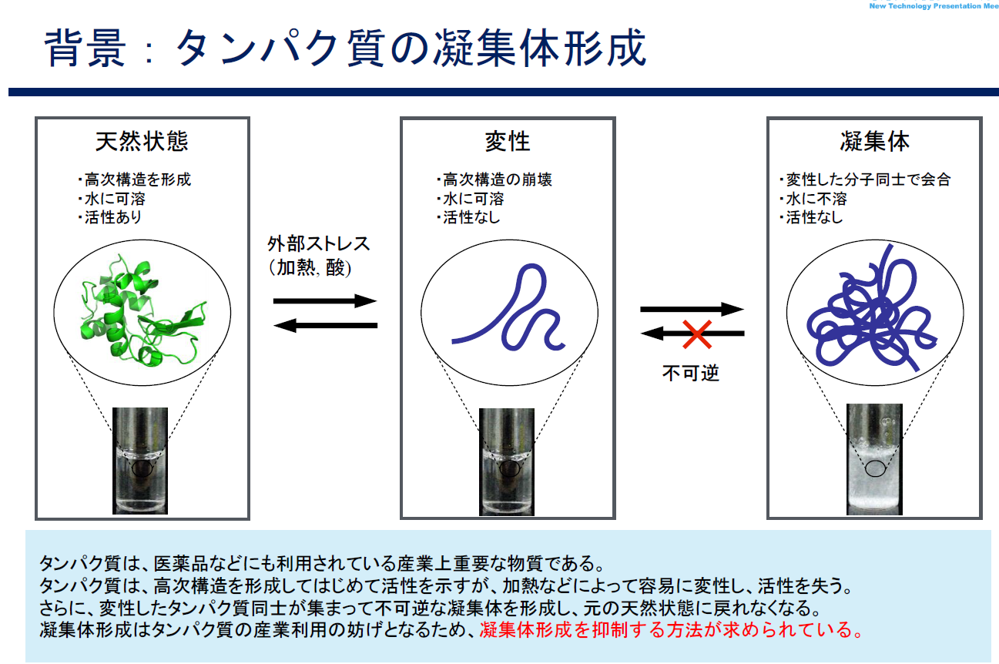 New Technology Presentation Mee
背景：タンパク質の凝集体形成
天然状態
・高次構造を形成
・水に可溶
・活性あり
外部ストレス
（加熱, 酸）
変性
・高次構造の崩壊
・水に可溶
・活性なし
不可逆
凝集体
・変性した分子同士で会合
・水に不溶
・活性なし
タンパク質は、医薬品などにも利用されている産業上重要な物質である。
タンパク質は、高次構造を形成してはじめて活性を示すが、加熱などによって容易に変性し、活性を失う。
さらに、変性したタンパク質同士が集まって不可逆な凝集体を形成し、元の天然状態に戻れなくなる。
凝集体形成はタンパク質の産業利用の妨げとなるため、凝集体形成を抑制する方法が求められている。